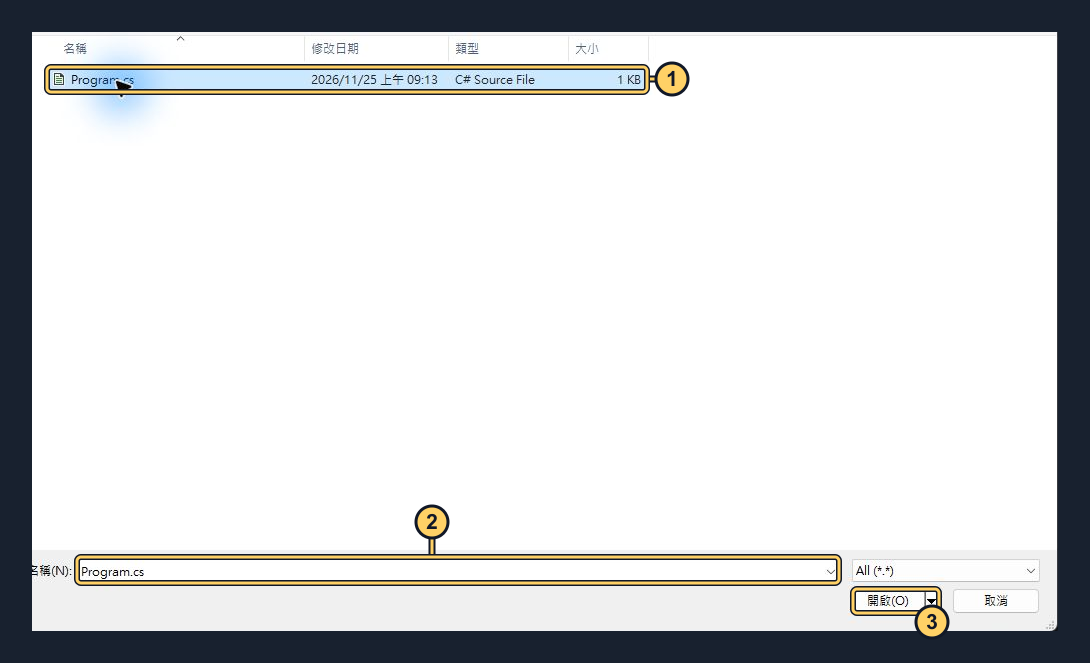 名稱 修改日期 類型 大小
Program.cs 2026/11/25 上午 09:13 C# Source File 1 KB 1
2
名稱(N): Program.cs All (*.*)
開啟(O) 取消
3